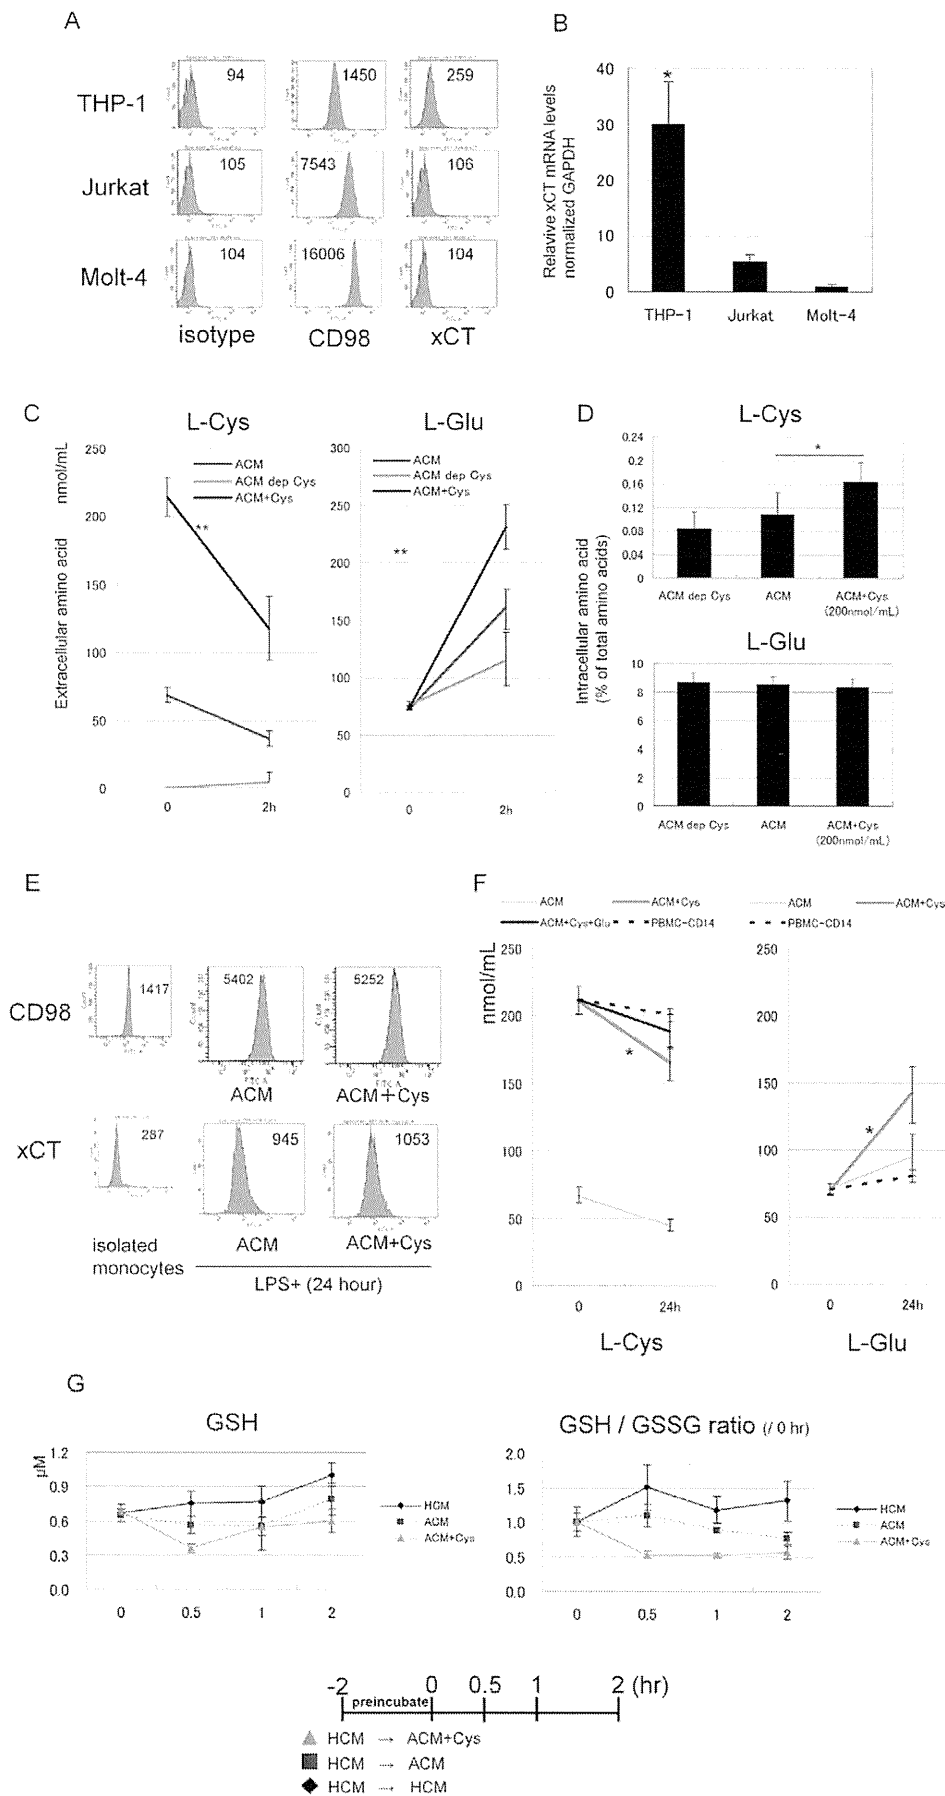 A
THP-1
94
1450
259
Jurkat
105
7543
106
Molt-4
104
16006
104
isotype
CD98
xCT
B
Relavive xCT mRNA levels
normalized GAPDH
40
30
20
10
0
*
THP-1
Jurkat
Molt-4
C
L-Cys
Extracellular amino acid
nmol/mL
250
200
150
100
50
0
ACM
ACM dep Cys
ACM+Cys
**
0
2h
L-Glu
300
250
200
150
100
50
0
ACM
ACM dep Cys
ACM+Cys
**
0
2h
D
Intracellular amino acid
(% of total amino acids)
L-Cys
0.24
0.2
0.16
0.12
0.08
0.04
0
*
ACM dep Cys
ACM
ACM+Cys
(200nmol/mL)
L-Glu
10
8
6
4
2
0
ACM dep Cys
ACM
ACM+Cys
(200nmol/mL)
E
CD98
1417
5402
5252
ACM
ACM+Cys
xCT
287
945
1053
isolated
monocytes
ACM
ACM+Cys
LPS+ (24 hour)
F
ACM
ACM+Cys
ACM+Cys+Glu
PBMC-CD14
ACM
ACM+Cys
PBMC-CD14
nmol/mL
250
200
150
100
50
0
*
0
24h
L-Cys
250
200
150
100
50
0
*
0
24h
L-Glu
G
GSH
μM
1.2
0.9
0.6
0.3
0.0
0
0.5
1
2
HCM
ACM
ACM+Cys
GSH / GSSG ratio (/ 0 hr)
2.0
1.5
1.0
0.5
0.0
0
0.5
1
2
HCM
ACM
ACM+Cys
-2 0 0.5 1 2 (hr)
preincubate
HCM → ACM+Cys
HCM → ACM
HCM → HCM